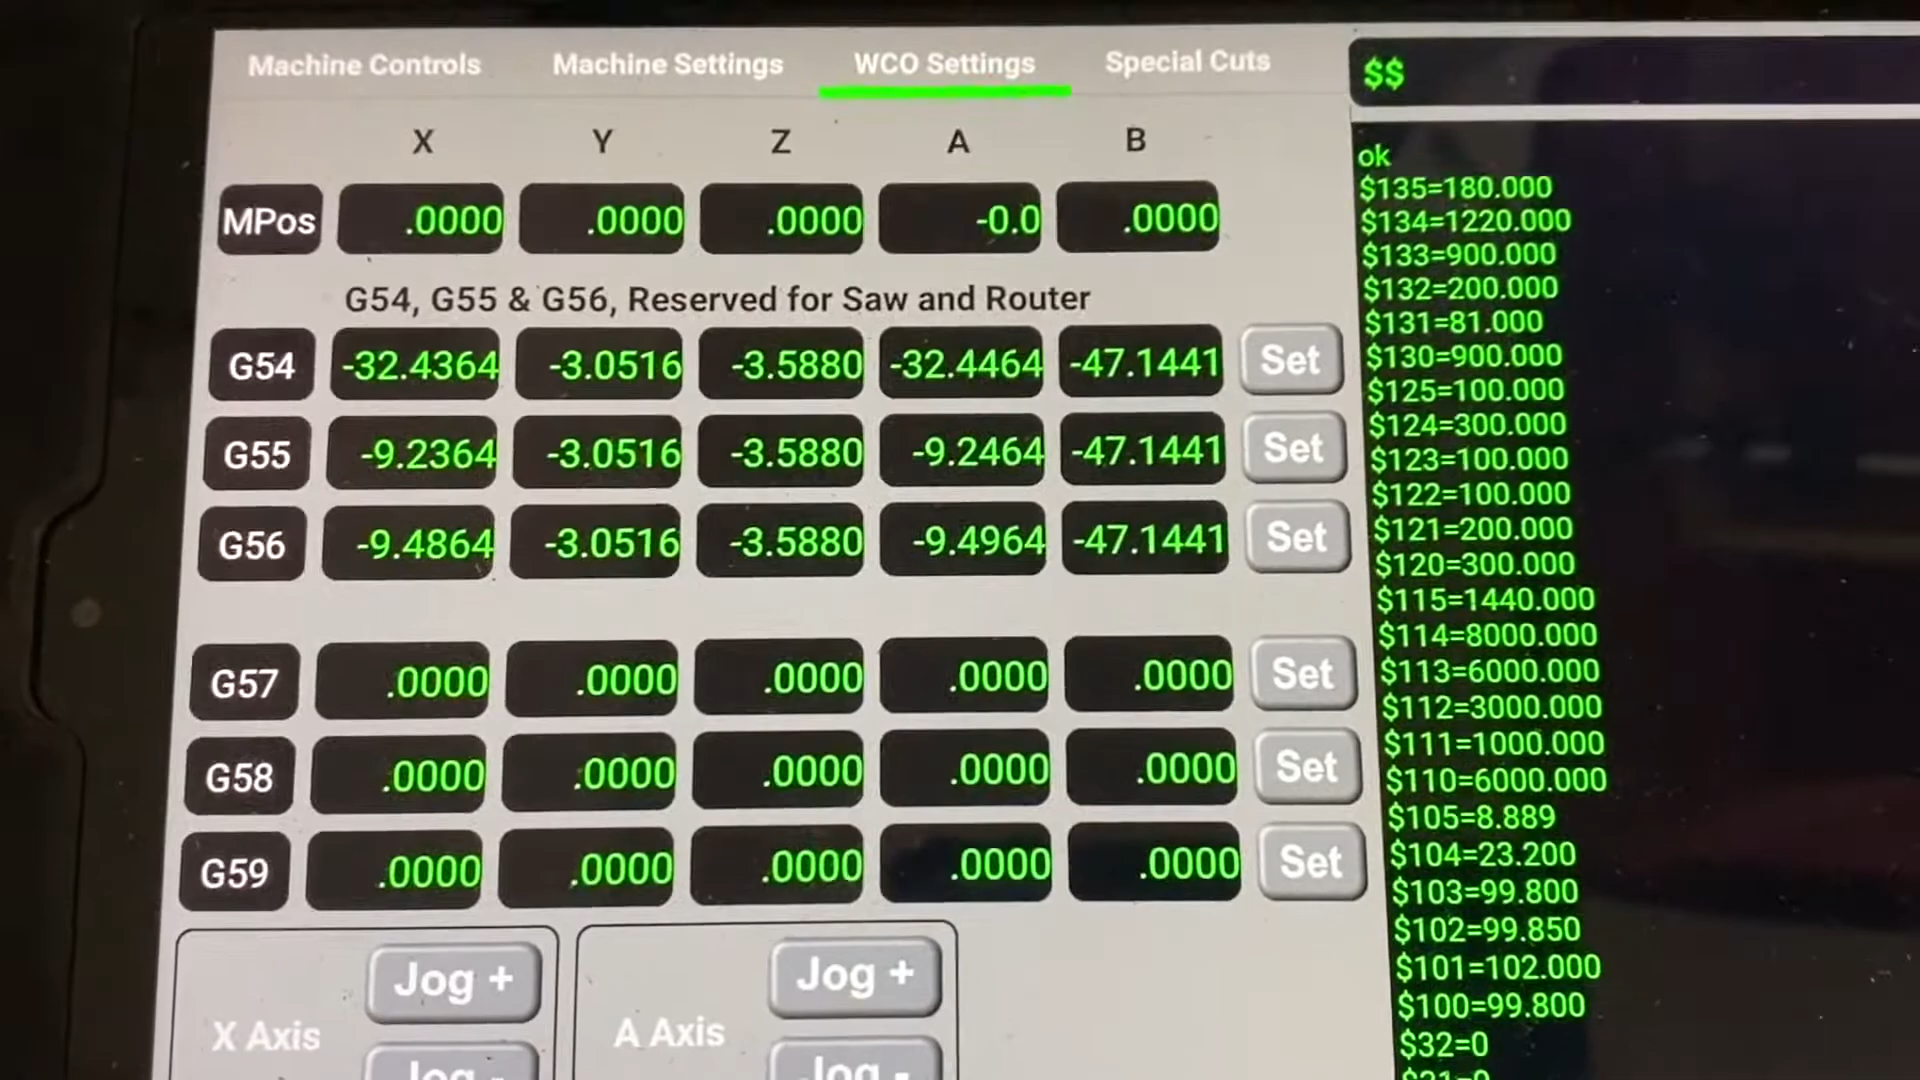 Machine Controls Machine Settings WCO Settings Special Cuts
X Y Z A B
MPos .0000 .0000 .0000 -0.0 .0000
G54, G55 & G56, Reserved for Saw and Router
G54 -32.4364 -3.0516 -3.5880 -32.4464 -47.1441 Set
G55 -9.2364 -3.0516 -3.5880 -9.2464 -47.1441 Set
G56 -9.4864 -3.0516 -3.5880 -9.4964 -47.1441 Set
G57 .0000 .0000 .0000 .0000 .0000 Set
G58 .0000 .0000 .0000 .0000 .0000 Set
G59 .0000 .0000 .0000 .0000 .0000 Set
X Axis Jog +
Jog -
A Axis Jog +
Jog -
$$
ok
$135=180.000
$134=1220.000
$133=900.000
$132=200.000
$131=81.000
$130=900.000
$125=100.000
$124=300.000
$123=100.000
$122=100.000
$121=200.000
$120=300.000
$115=1440.000
$114=8000.000
$113=6000.000
$112=3000.000
$111=1000.000
$110=6000.000
$105=8.889
$104=23.200
$103=99.800
$102=99.850
$101=102.000
$100=99.800
$32=0